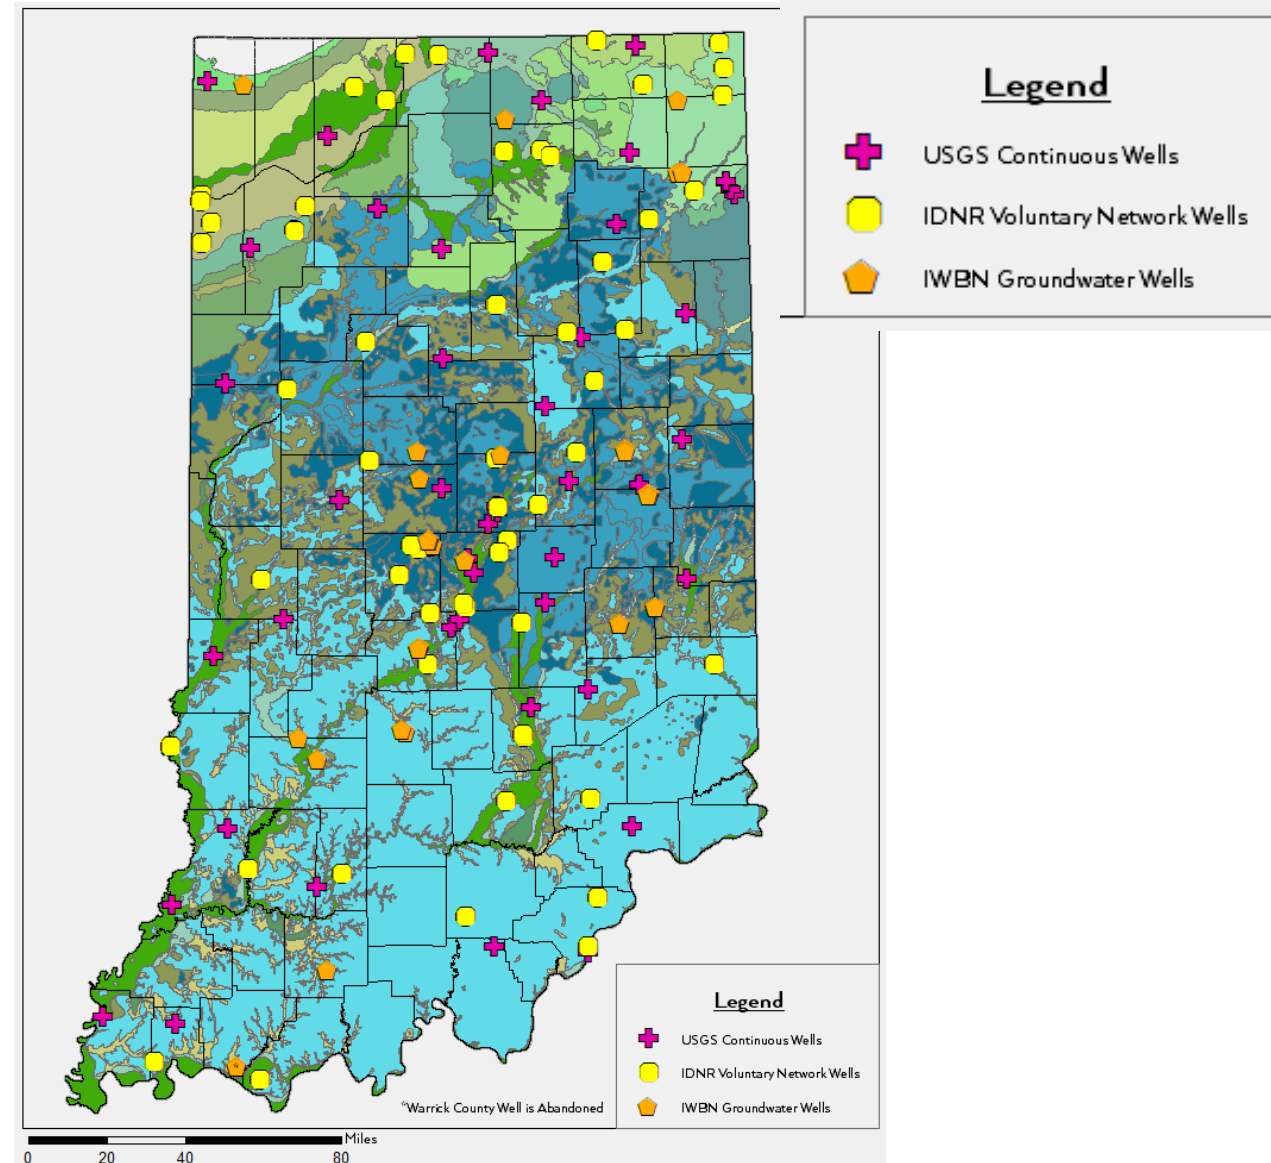 Legend
USGS Continuous Wells
IDNR Voluntary Network Wells
IWBN Groundwater Wells
Legend
USGS Continuous Wells
IDNR Voluntary Network Wells
*Warrick County Well is Abandoned
IWBN Groundwater Wells
Miles
0 20 40 80